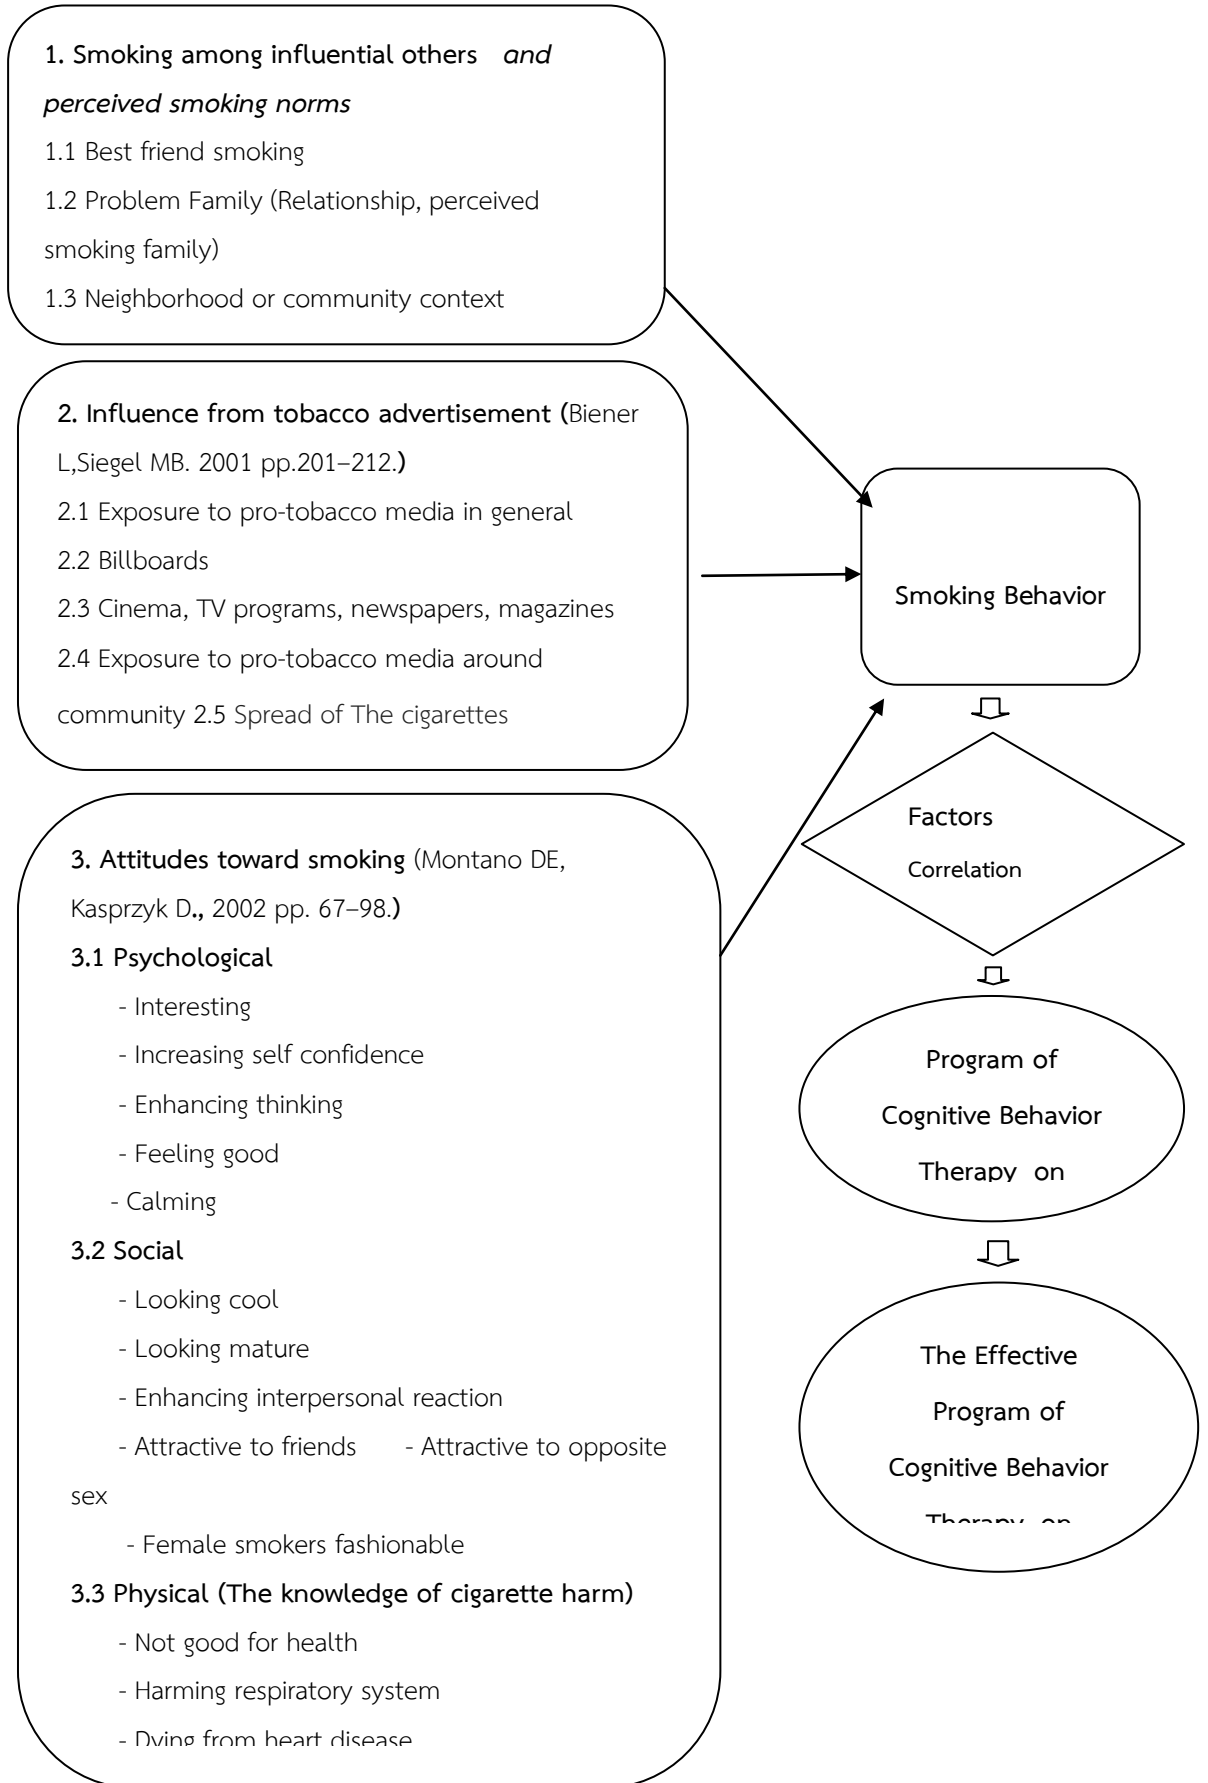 1. Smoking among influential others and
perceived smoking norms
1.1 Best friend smoking
1.2 Problem Family (Relationship, perceived
smoking family)
1.3 Neighborhood or community context
2. Influence from tobacco advertisement (Biener
L,Siegel MB. 2001 pp.201–212.)
2.1 Exposure to pro-tobacco media in general
2.2 Billboards
2.3 Cinema, TV programs, newspapers, magazines
2.4 Exposure to pro-tobacco media around
community 2.5 Spread of The cigarettes
3. Attitudes toward smoking (Montano DE,
Kasprzyk D., 2002 pp. 67–98.)
3.1 Psychological
- Interesting
- Increasing self confidence
- Enhancing thinking
- Feeling good
- Calming
3.2 Social
- Looking cool
- Looking mature
- Enhancing interpersonal reaction
- Attractive to friends - Attractive to opposite
sex
- Female smokers fashionable
3.3 Physical (The knowledge of cigarette harm)
- Not good for health
- Harming respiratory system
- Dying from heart disease
Smoking Behavior
Factors
Correlation
Program of
Cognitive Behavior
Therapy on
The Effective
Program of
Cognitive Behavior
Therapy on